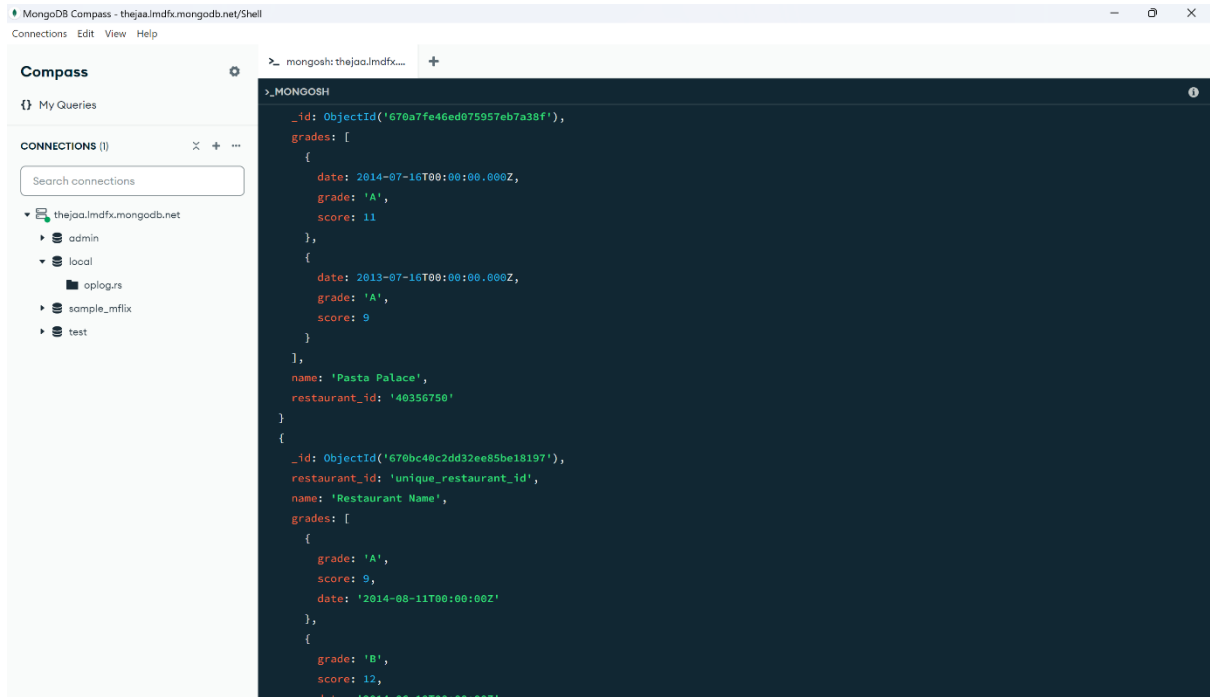 MongoDB Compass - thejaa.lmdfx.mongodb.net/Shell
Connections Edit View Help
Compass
{} My Queries
CONNECTIONS (1)
Search connections
thejaa.lmdfx.mongodb.net
admin
local
oplog.rs
sample_mflix
test
>_ mongosh: thejaa.lmdfx....
>_MONGOSH
_id: ObjectId('670a7fe46ed075957eb7a38f'),
grades: [
{
date: 2014-07-16T00:00:00.000Z,
grade: 'A',
score: 11
},
{
date: 2013-07-16T00:00:00.000Z,
grade: 'A',
score: 9
}
],
name: 'Pasta Palace',
restaurant_id: '40356750'
}
{
_id: ObjectId('670bc40c2dd32ee85be18197'),
restaurant_id: 'unique_restaurant_id',
name: 'Restaurant Name',
grades: [
{
grade: 'A',
score: 9,
date: '2014-08-11T00:00:00Z'
},
{
grade: 'B',
score: 12,